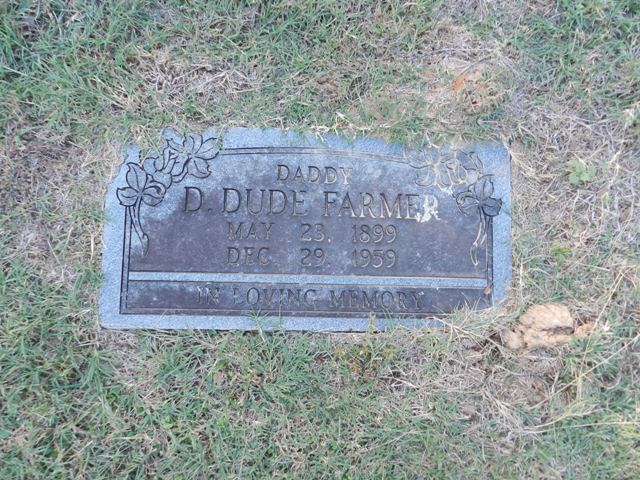 DADDY
D. DUDE FARMER
MAY 23, 1899
DEC 29, 1959
IN LOVING MEMORY